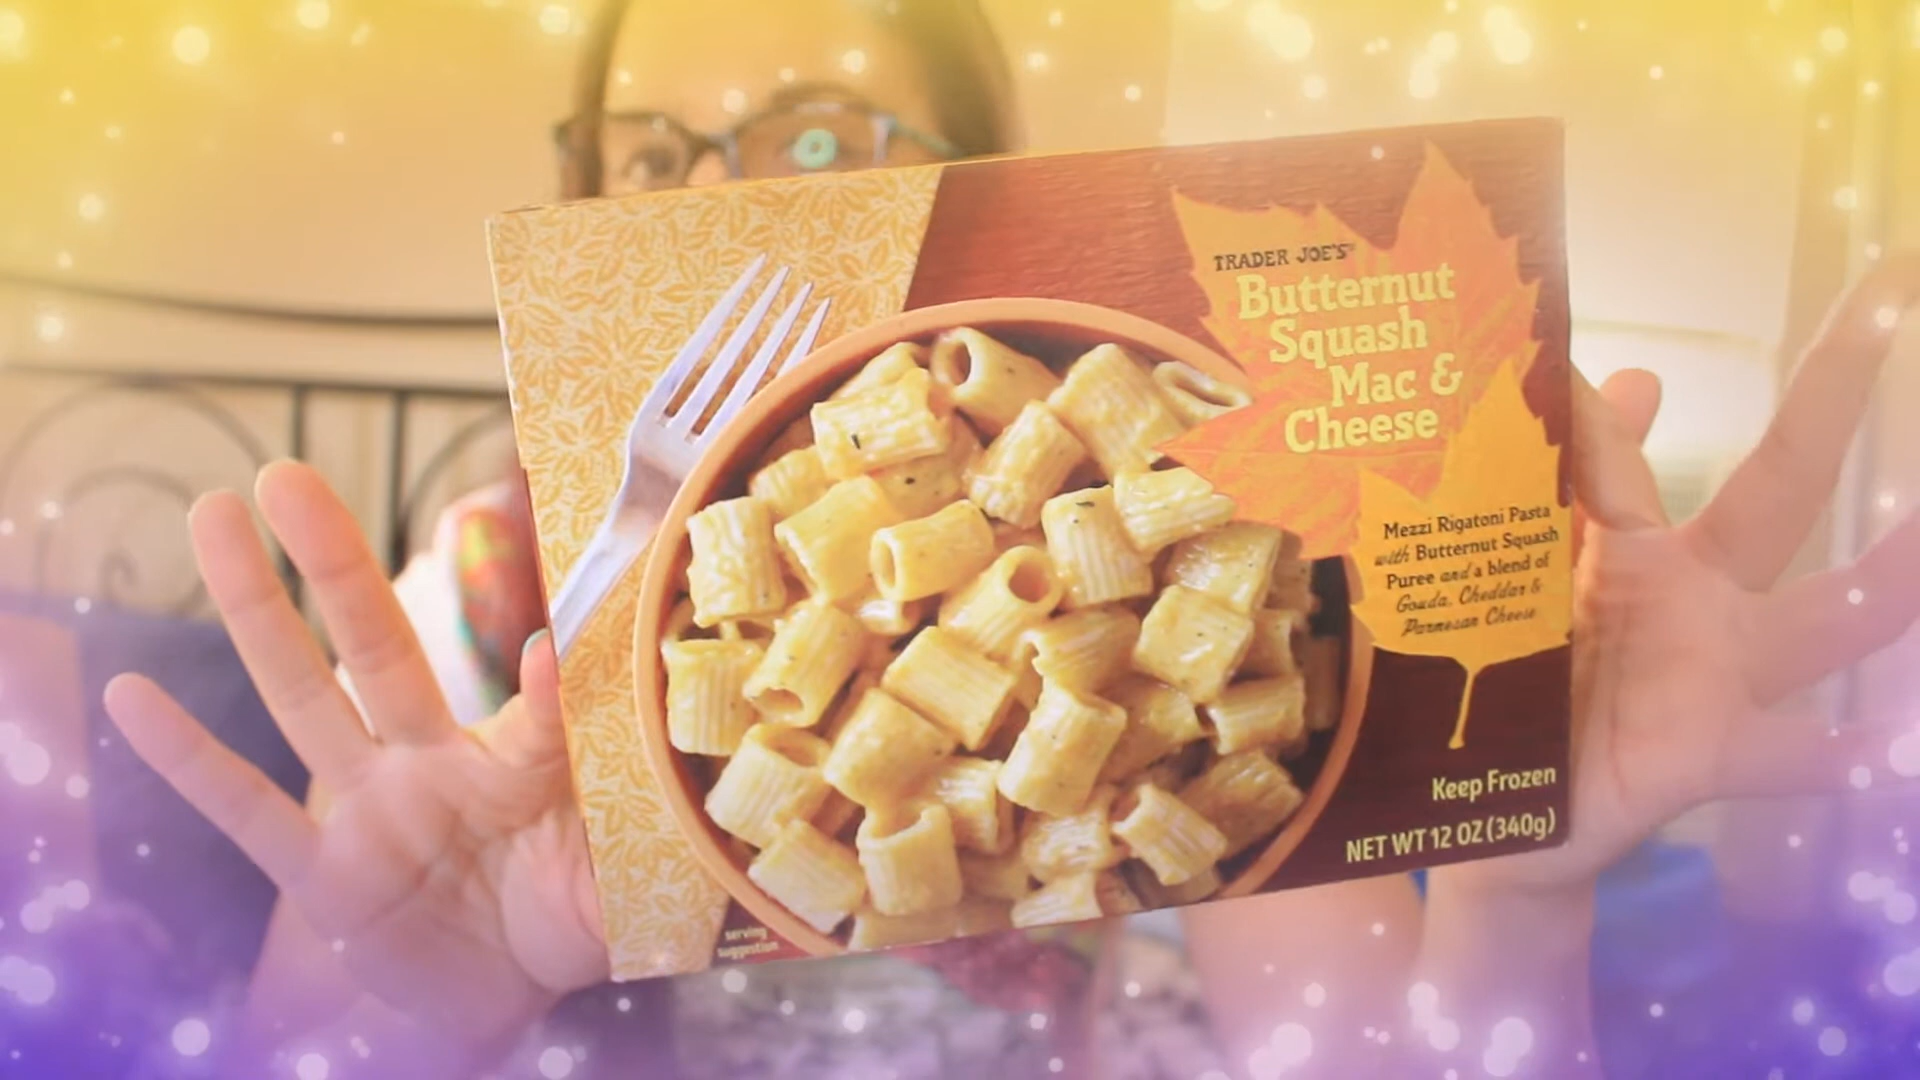 TRADER JOE'S
Butternut
Squash
Mac &
Cheese
Mezzi Rigatoni Pasta
with Butternut Squash
Puree and a blend of
Gouda, Cheddar &
Parmesan Cheese
Keep Frozen
NET WT 12 OZ (340g)
serving
suggestion